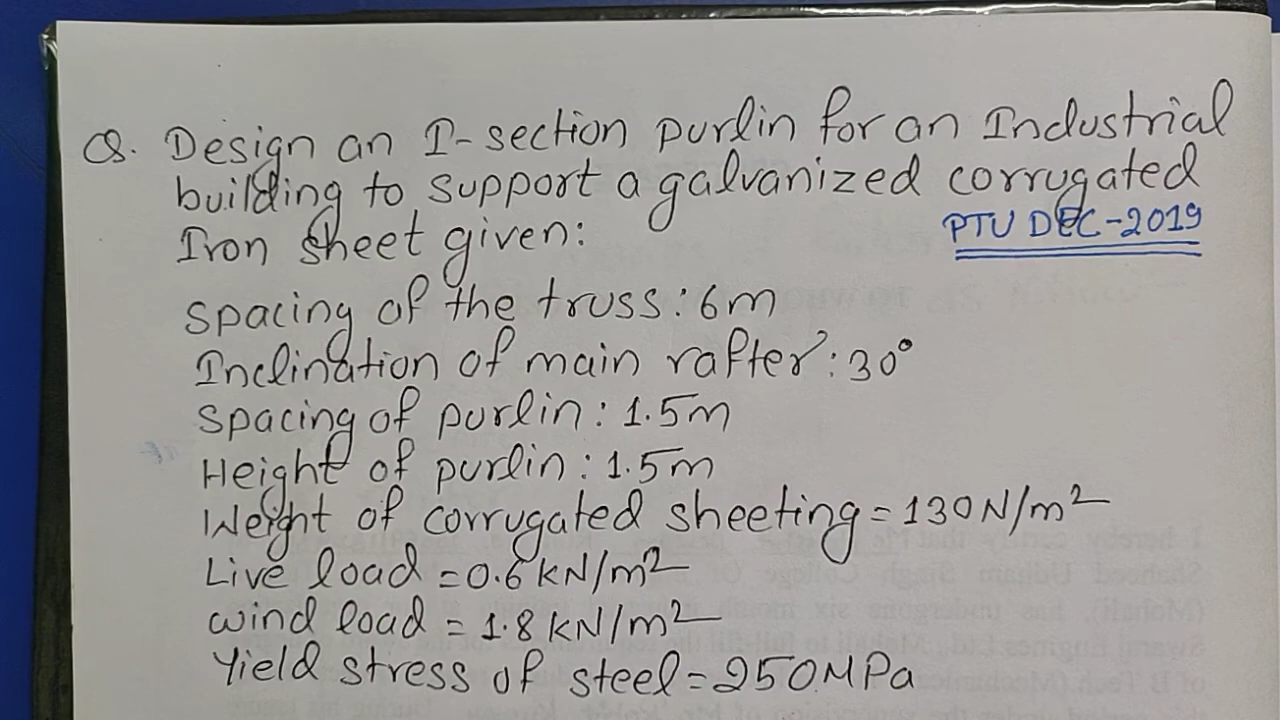 Q. Design an I-section purlin for an Industrial
building to support a galvanized corrugated
Iron sheet given:
PTU DEC-2019
Spacing of the truss: 6m
Inclination of main rafter: 30°
Spacing of purlin: 1.5m
Height of purlin: 1.5m
Weight of corrugated sheeting = 130N/m²
Live load = 0.6 kN/m²
wind load = 1.8 kN/m²
Yield stress of steel = 250MPa